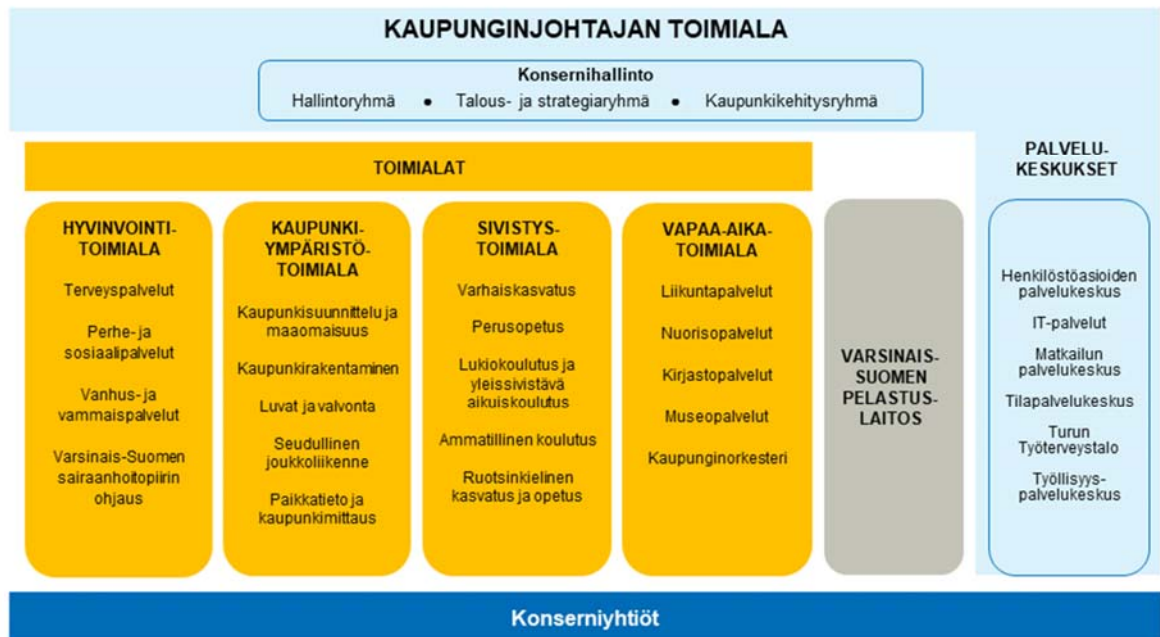 KAUPUNGINJOHTAJAN TOIMIALA
Konsernihallinto
Hallintoryhmä • Talous- ja strategiaryhmä • Kaupunkikehitysryhmä
TOIMIALAT
HYVINVOINTI-
TOIMIALA
Terveyspalvelut
Perhe- ja
sosiaalipalvelut
Vanhus- ja
vammaispalvelut
Varsinais-Suomen
sairaanhoitopiirin
ohjaus
KAUPUNKI-
YMPÄRISTÖ-
TOIMIALA
Kaupunkisuunnittelu ja
maaomaisuus
Kaupunkirakentaminen
Luvat ja valvonta
Seudullinen
joukkoliikenne
Paikkatieto ja
kaupunkimittaus
SIVISTYS-
TOIMIALA
Varhaiskasvatus
Perusopetus
Lukiokoulutus ja
yleissivistävä
aikuiskoulutus
Ammatillinen koulutus
Ruotsinkielinen
kasvatus ja opetus
VAPAA-AIKA-
TOIMIALA
Liikuntapalvelut
Nuorisopalvelut
Kirjastopalvelut
Museopalvelut
Kaupunginorkesteri
VARSINAIS-
SUOMEN
PELASTUS-
LAITOS
PALVELU-
KESKUKSET
Henkilöstöasioiden
palvelukeskus
IT-palvelut
Matkailun
palvelukeskus
Tilapalvelukeskus
Turun
Työterveystalo
Työllisyys-
palvelukeskus
Konserniyhtiöt